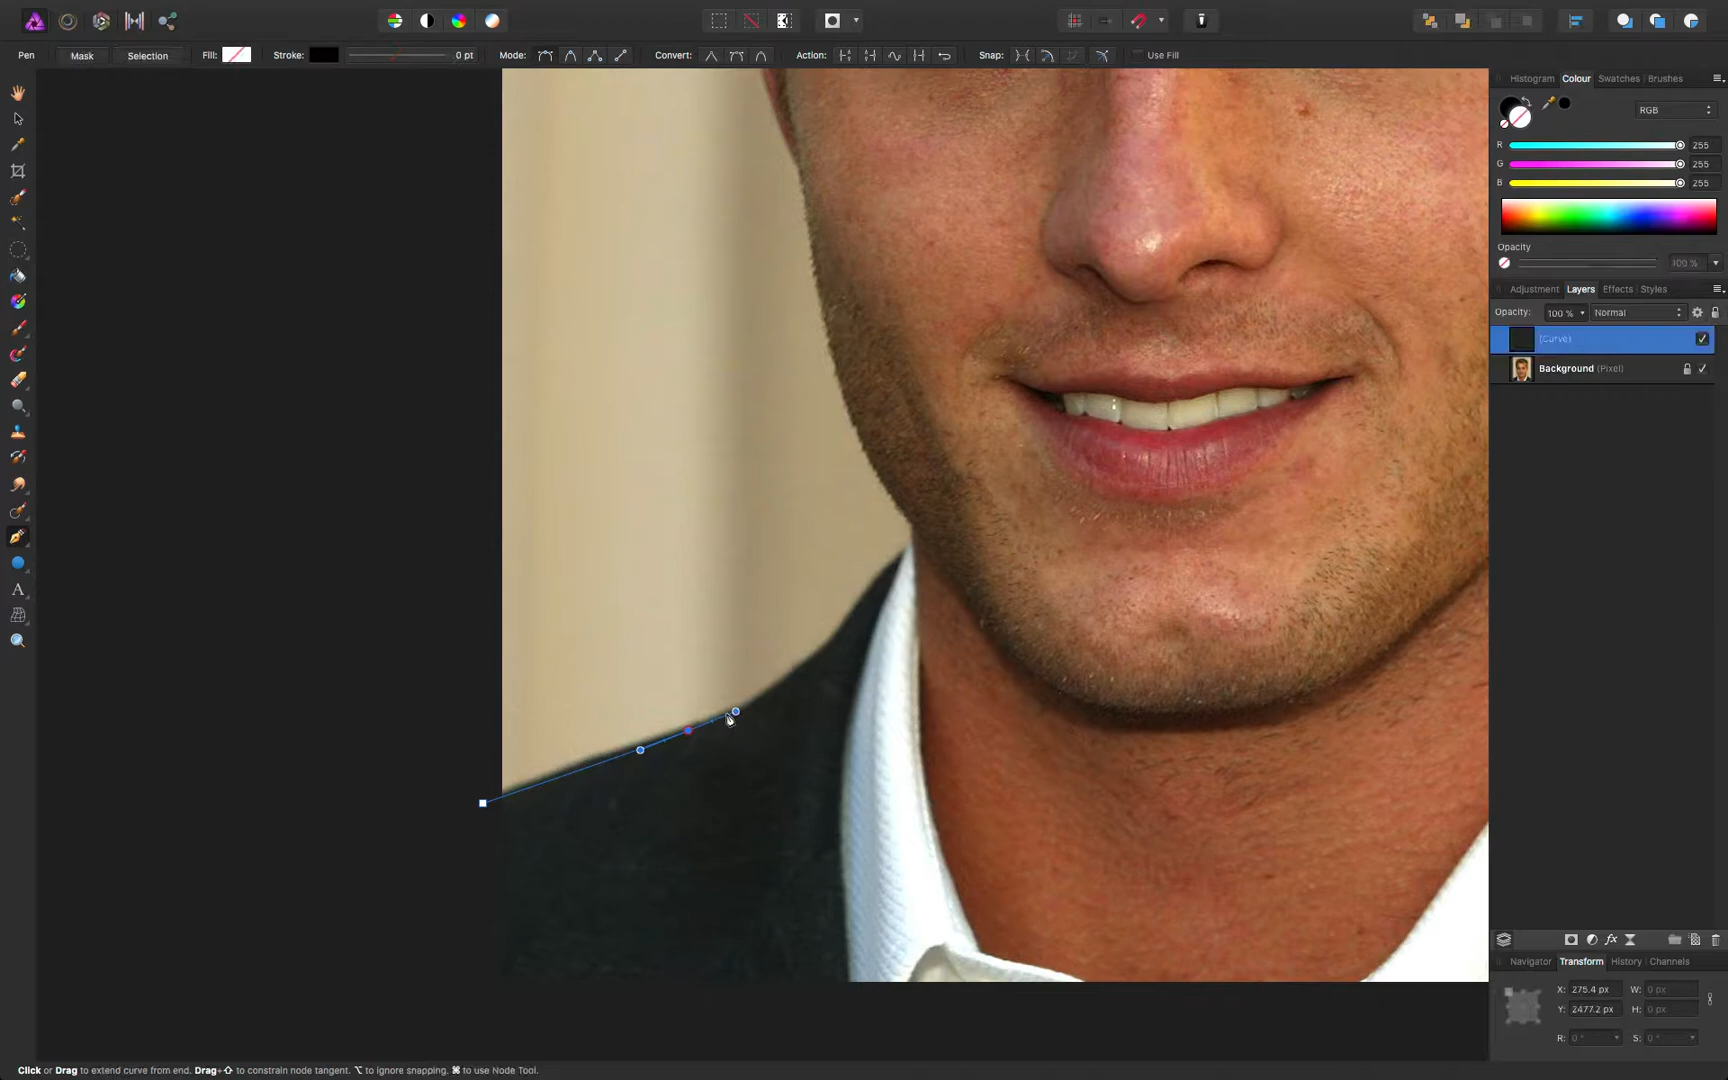 Pen Mask Selection Fill: Stroke: 0 pt Mode: Convert: Action: Snap: Use Fill
Histogram Colour Swatches Brushes
RGB
R 255
G 255
B 255
Opacity
100 %
Adjustment Layers Effects Styles
Opacity: 100 % Normal
(Curve)
Background (Pixel)
fx
Navigator Transform History Channels
X: 275.4 px W: 0 px
Y: 2477.2 px H: 0 px
R: 0 ° S: 0 °
A
Click or Drag to extend curve from end. Drag+⇧ to constrain node tangent. ⌥ to ignore snapping. ⌘ to use Node Tool.